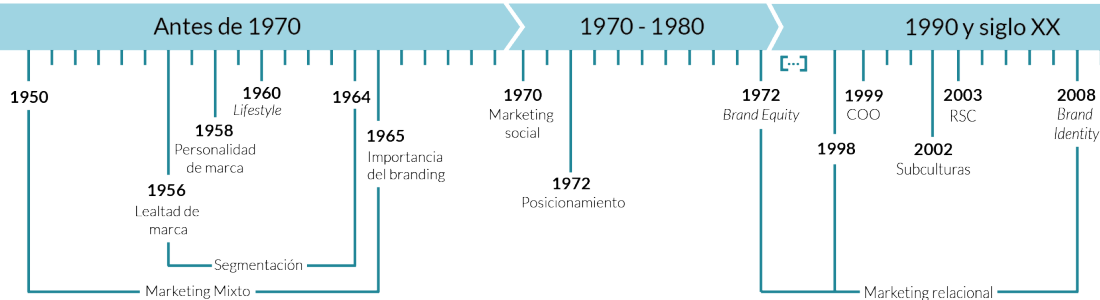 Antes de 1970
1970 - 1980
1990 y siglo XX
[...]
1950
1960
Lifestyle
1964
1970
Marketing
social
1972
Brand Equity
1999
COO
2003
RSC
2008
Brand
Identity
1958
Personalidad
de marca
1965
Importancia
del branding
1998
2002
Subculturas
1956
Lealtad de
marca
1972
Posicionamiento
Segmentación
Marketing Mixto
Marketing relacional